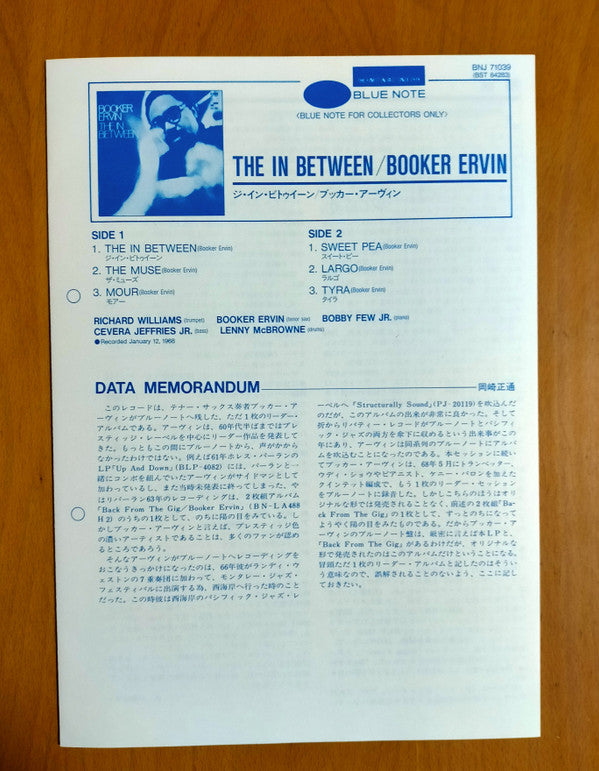 BNJ 71039
(BST 84283)
BLUE NOTE
〈BLUE NOTE FOR COLLECTORS ONLY〉
BOOKER
ERVIN
THE IN
BETWEEN
THE IN BETWEEN/BOOKER ERVIN
ジ・イン・ビトゥイーン/ブッカー・アーヴィン
SIDE 1
1. THE IN BETWEEN(Booker Ervin)
ジ・イン・ビトゥイーン
2. THE MUSE(Booker Ervin)
ザ・ミューズ
3. MOUR(Booker Ervin)
モアー
SIDE 2
1. SWEET PEA(Booker Ervin)
スイート・ピー
2. LARGO(Booker Ervin)
ラルゴ
3. TYRA(Booker Ervin)
タイラ
RICHARD WILLIAMS(trumpet) BOOKER ERVIN(tenor sax) BOBBY FEW JR.(piano)
CEVERA JEFFRIES JR.(bass) LENNY McBROWNE(drums)
●Recorded January 12, 1968
DATA MEMORANDUM 岡崎正通
このレコードは、テナー・サックス奏者ブッカー・ア
ーヴィンがブルーノートへ残した、ただ1枚のリーダー・
アルバムである。アーヴィンは、60年代半ばまではプレ
スティッジ・レーベルを中心にリーダー作品を発表して
きた。もっともこの間にブルーノートから、声がかから
なかったわけではない。例えば61年ホレス・パーランの
LP「Up And Down」(BLP-4082)には、パーランと一
緒にコンボを組んでいたアーヴィンがサイドマンとして
加わっているし、また当時未発表に終ってしまった、や
はりパーラン63年のレコーディングは、2枚組アルバム
「Back From The Gig／Booker Ervin」(BN-LA488
H2)のうちの1枚として、のちに陽の目をみている。し
かしブッカー・アーヴィンと言えば、プレスティッジ色
の濃いアーティストであることは、多くのファンが認め
るところであろう。
そんなアーヴィンがブルーノートへレコーディングを
おこなうきっかけになったのは、66年彼がランディ・ウ
ェストンの7重奏団に加わって、モンタレー・ジャズ・
フェスティバルに出演する為、西海岸へ行った時のこと
だった。この時彼は西海岸のパシフィック・ジャズ・レ
ーベルへ「Structurally Sound」(PJ-20119)を吹込んだ
のだが、このアルバムの出来が非常に良かった。そして
折からリバティー・レコードがブルーノートとパシフィ
ック・ジャズの両方を傘下に収めるという出来事がこの
年にあり、アーヴィンは同系列のブルーノートにアルバ
ムを吹込むことになったのである。本セッションに続い
てブッカー・アーヴィンは、68年5月にトランペッター、
ウディ・ショウやピアニスト、ケニー・バロンを加えた
クインテット編成で、もう1枚のリーダー・セッション
をブルーノートに録音した。しかしこちらのほうはオリ
ジナルな形では発売されることなく、前述の2枚組「Ba-
ck From The Gig」の1枚として、ずっとのちになって
ようやく陽の目をみたものである。だからブッカー・ア
ーヴィンのブルーノート盤は、厳密に言えば本LPと、
「Back From The Gig」があるわけだが、オリジナルな
形で発売されたのはこのアルバムだけということになる。
冒頭ただ1枚のリーダー・アルバムと記したのはそうい
う意味なので、誤解されることのないよう、ここに記し
ておきたい。